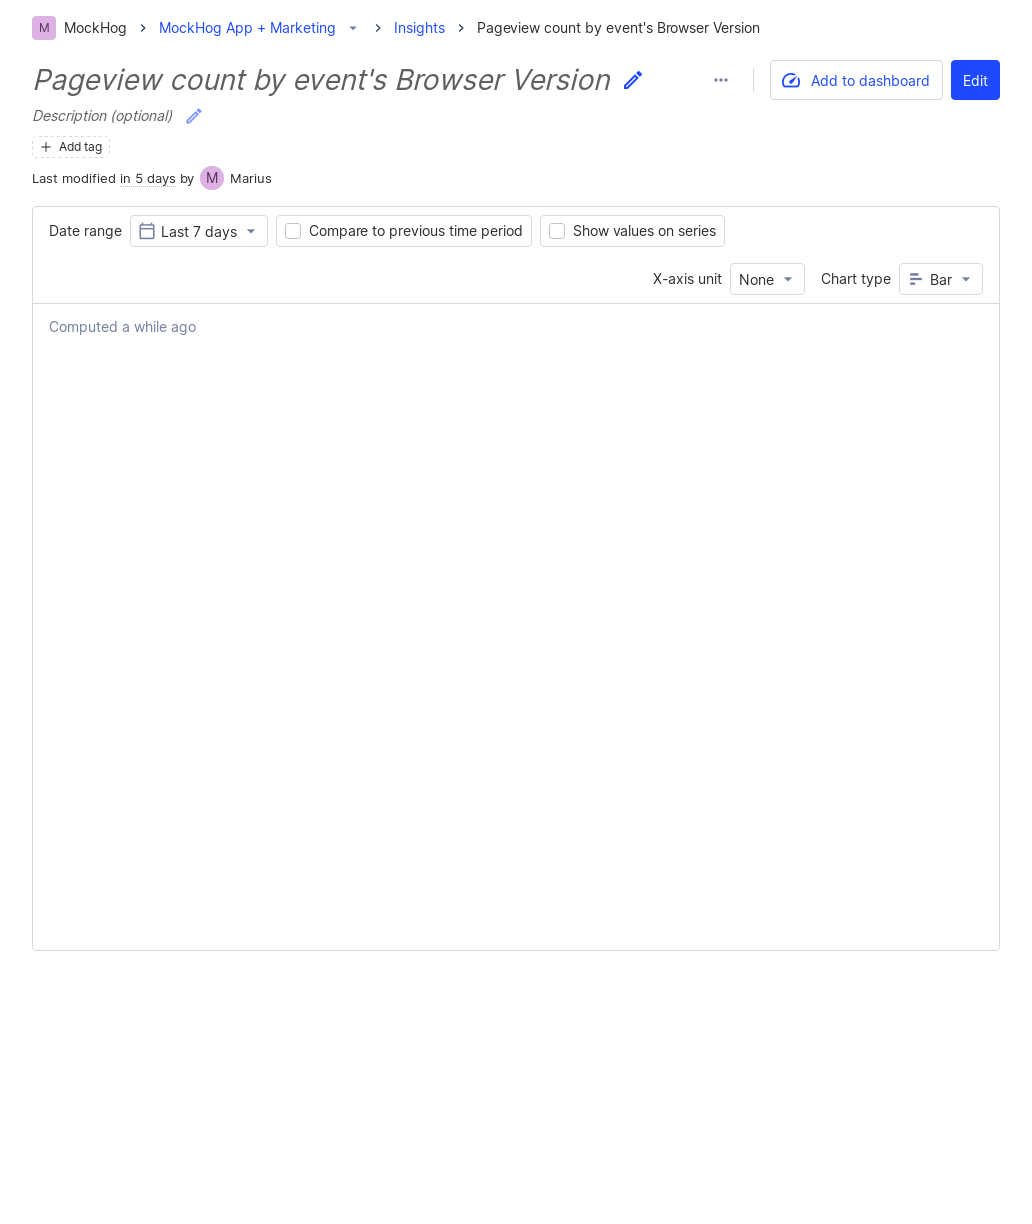 M MockHog MockHog App + Marketing Insights Pageview count by event's Browser Version
Pageview count by event's Browser Version
Add to dashboard
Edit
Description (optional)
Add tag
Last modified in 5 days by M Marius
Date range Last 7 days Compare to previous time period Show values on series
X-axis unit None Chart type Bar
Computed a while ago